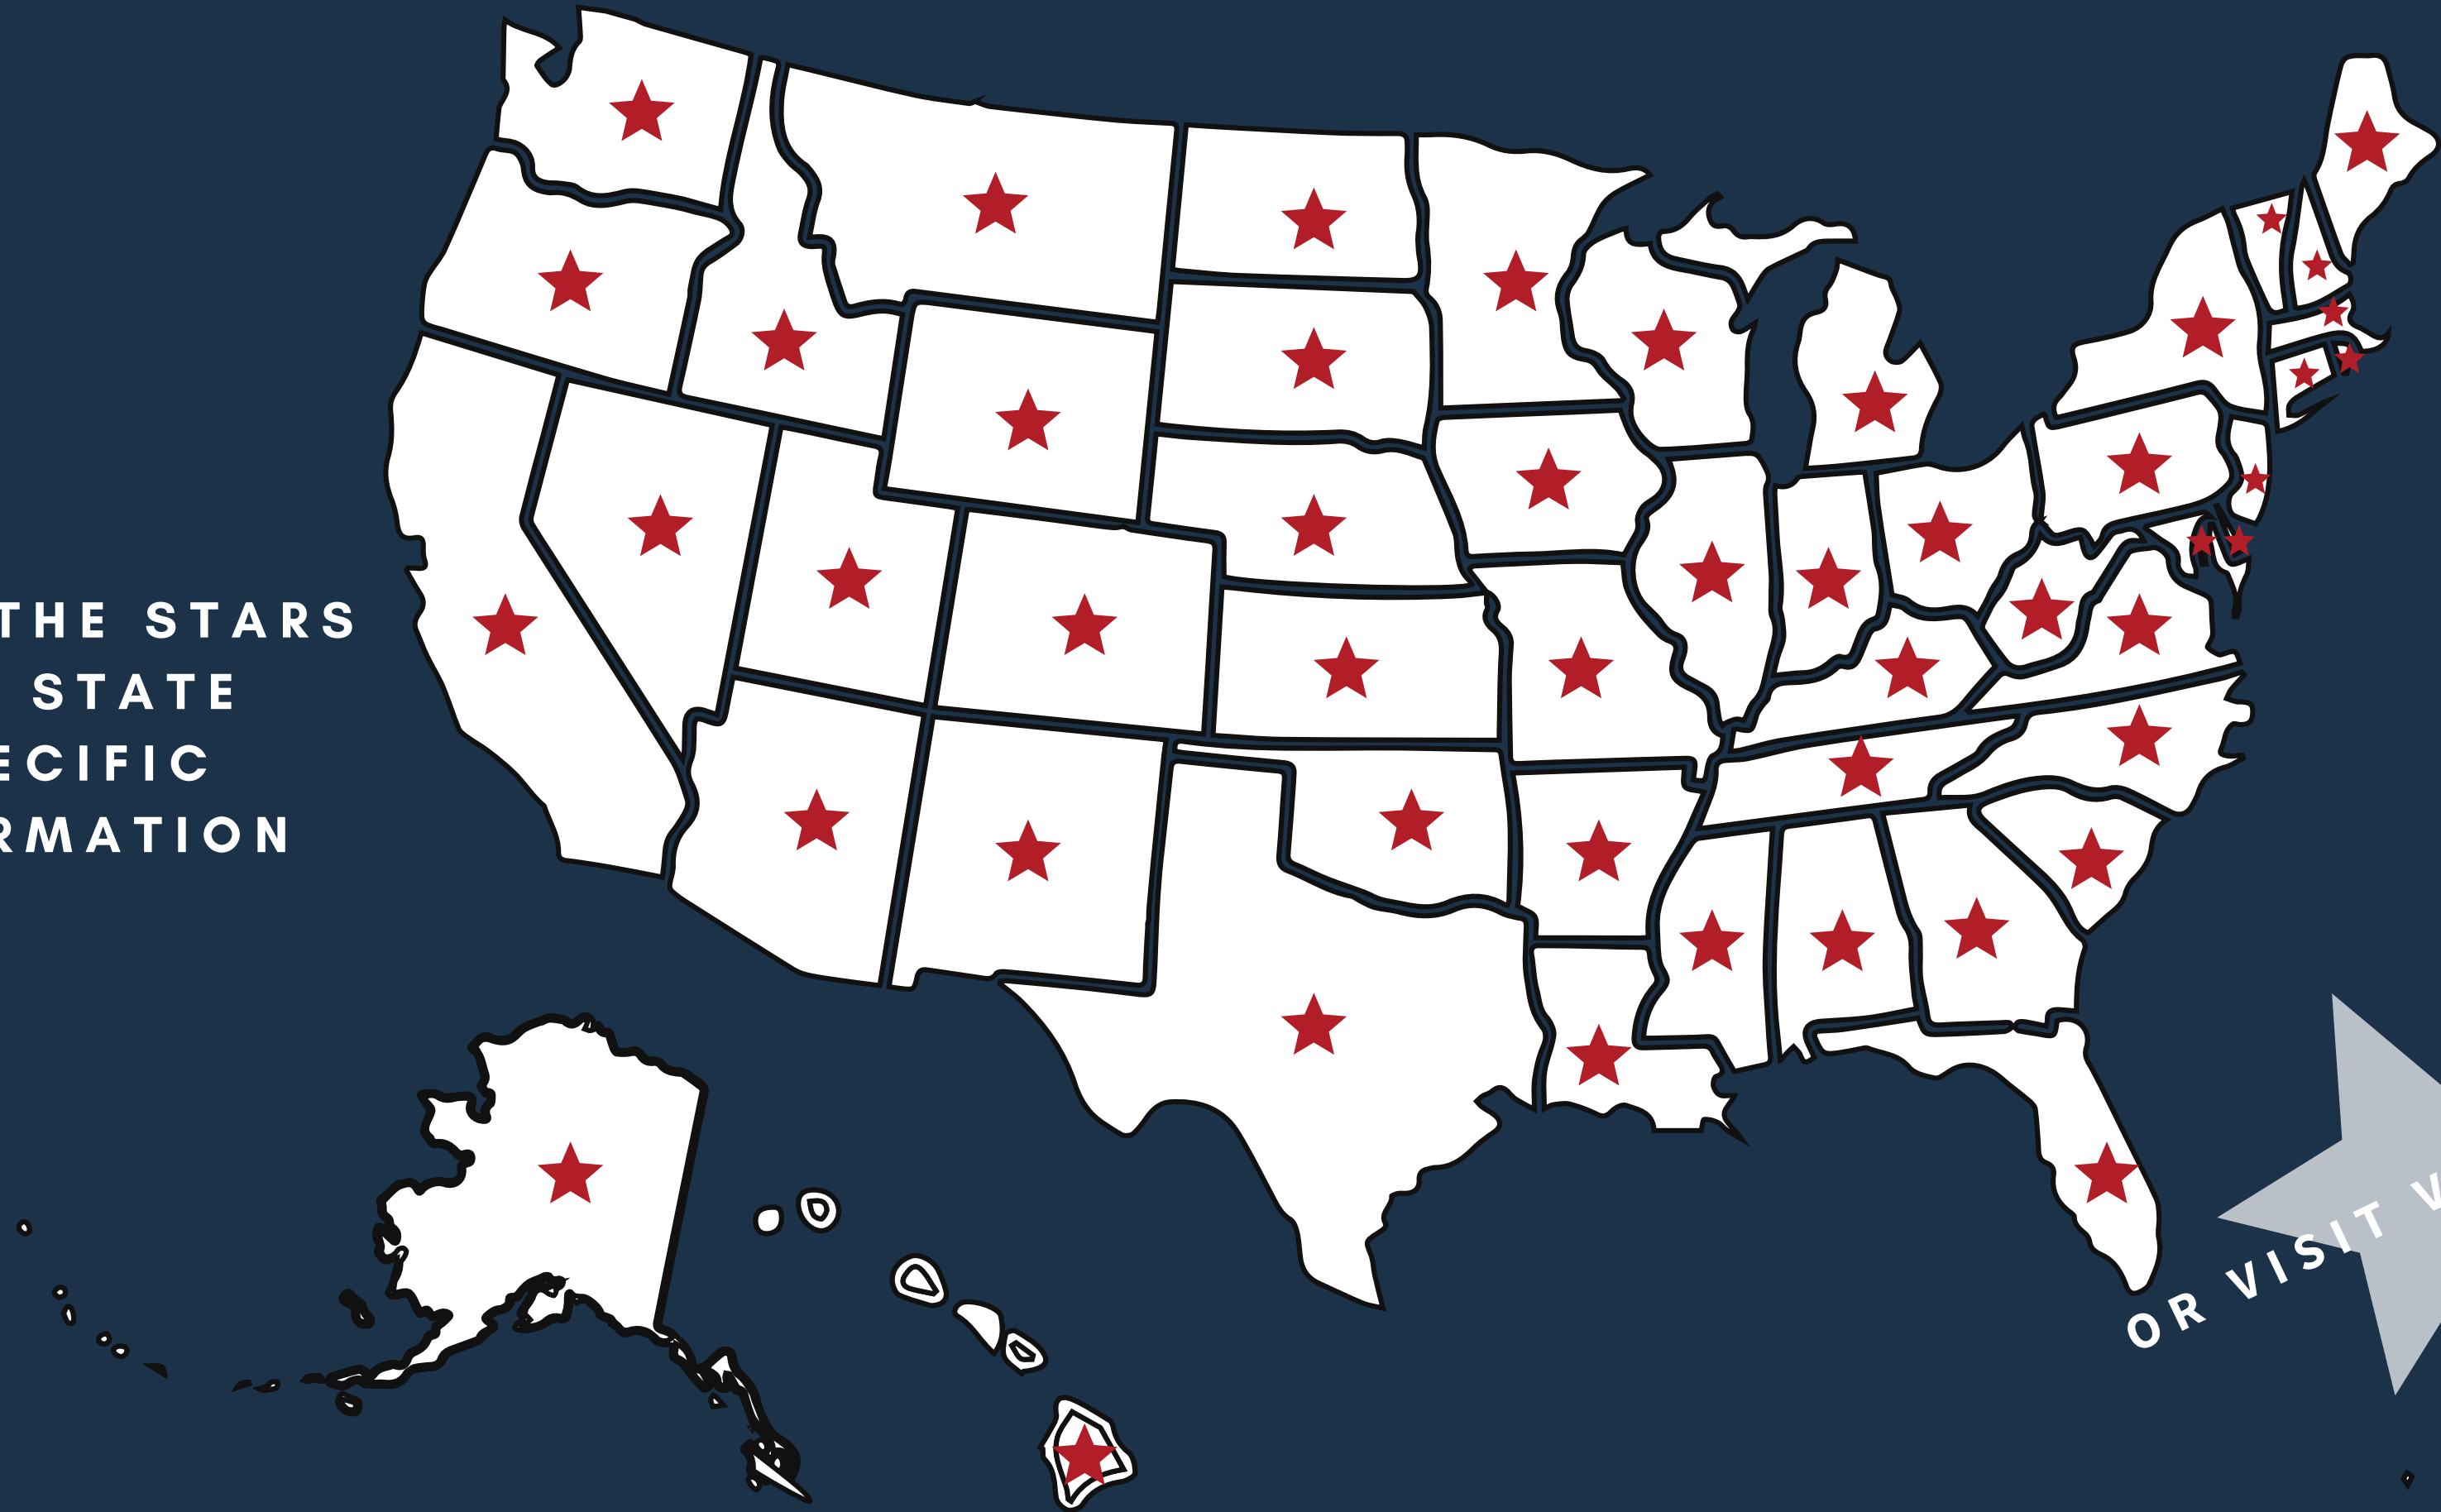 THE STARS
STATE
ECIFIC
RMATION
OR VISIT V